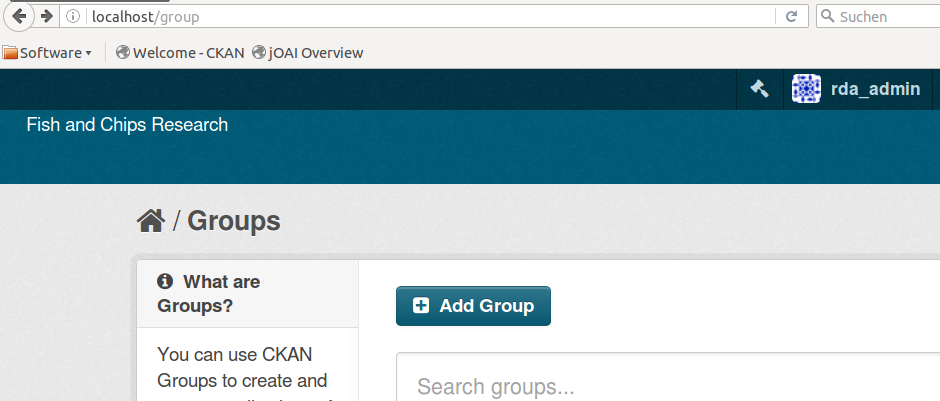 localhost/group
Suchen
Software
Welcome - CKAN
jOAI Overview
rda_admin
Fish and Chips Research
/ Groups
What are
Groups?
Add Group
You can use CKAN
Groups to create and
Search groups...